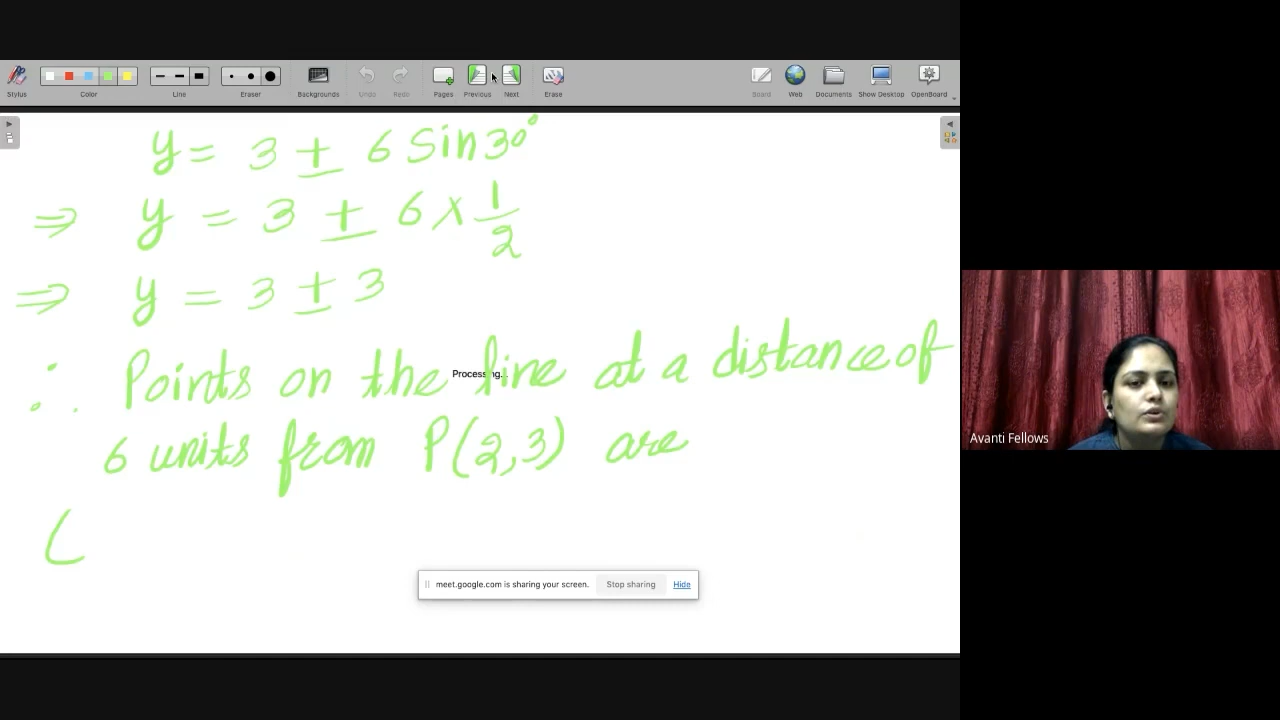 Stylus
Color
Line
Eraser
Backgrounds
Undo
Redo
Pages
Previous
Next
Erase
Board
Web
Documents
Show Desktop
OpenBoard
y = 3 ± 6 Sin30°
⇒ y = 3 ± 6 × 1/2
⇒ y = 3 ± 3
∴ Points on the line at a distance of
Processing...
6 units from P(2,3) are
(
Avanti Fellows
meet.google.com is sharing your screen. Stop sharing Hide